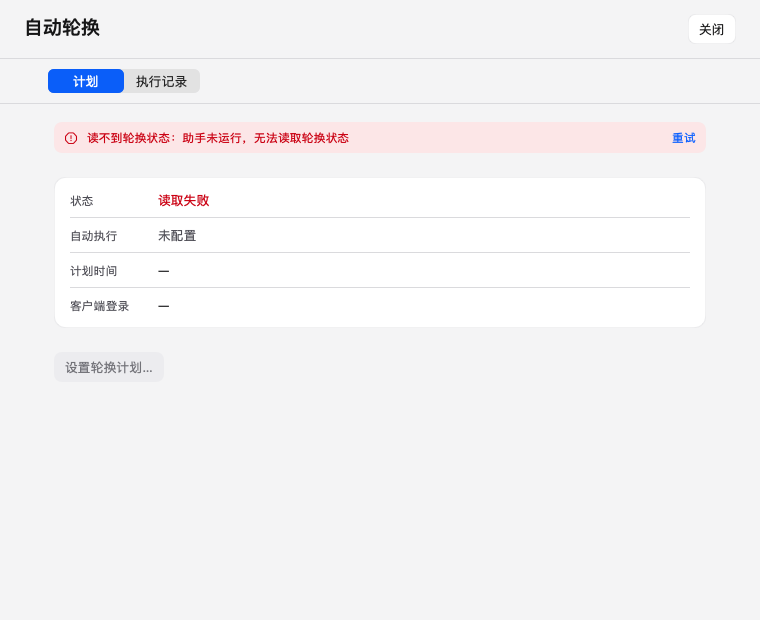 自动轮换
关闭
计划 执行记录
读不到轮换状态：助手未运行，无法读取轮换状态 重试
状态 读取失败
自动执行 未配置
计划时间 —
客户端登录 —
设置轮换计划...